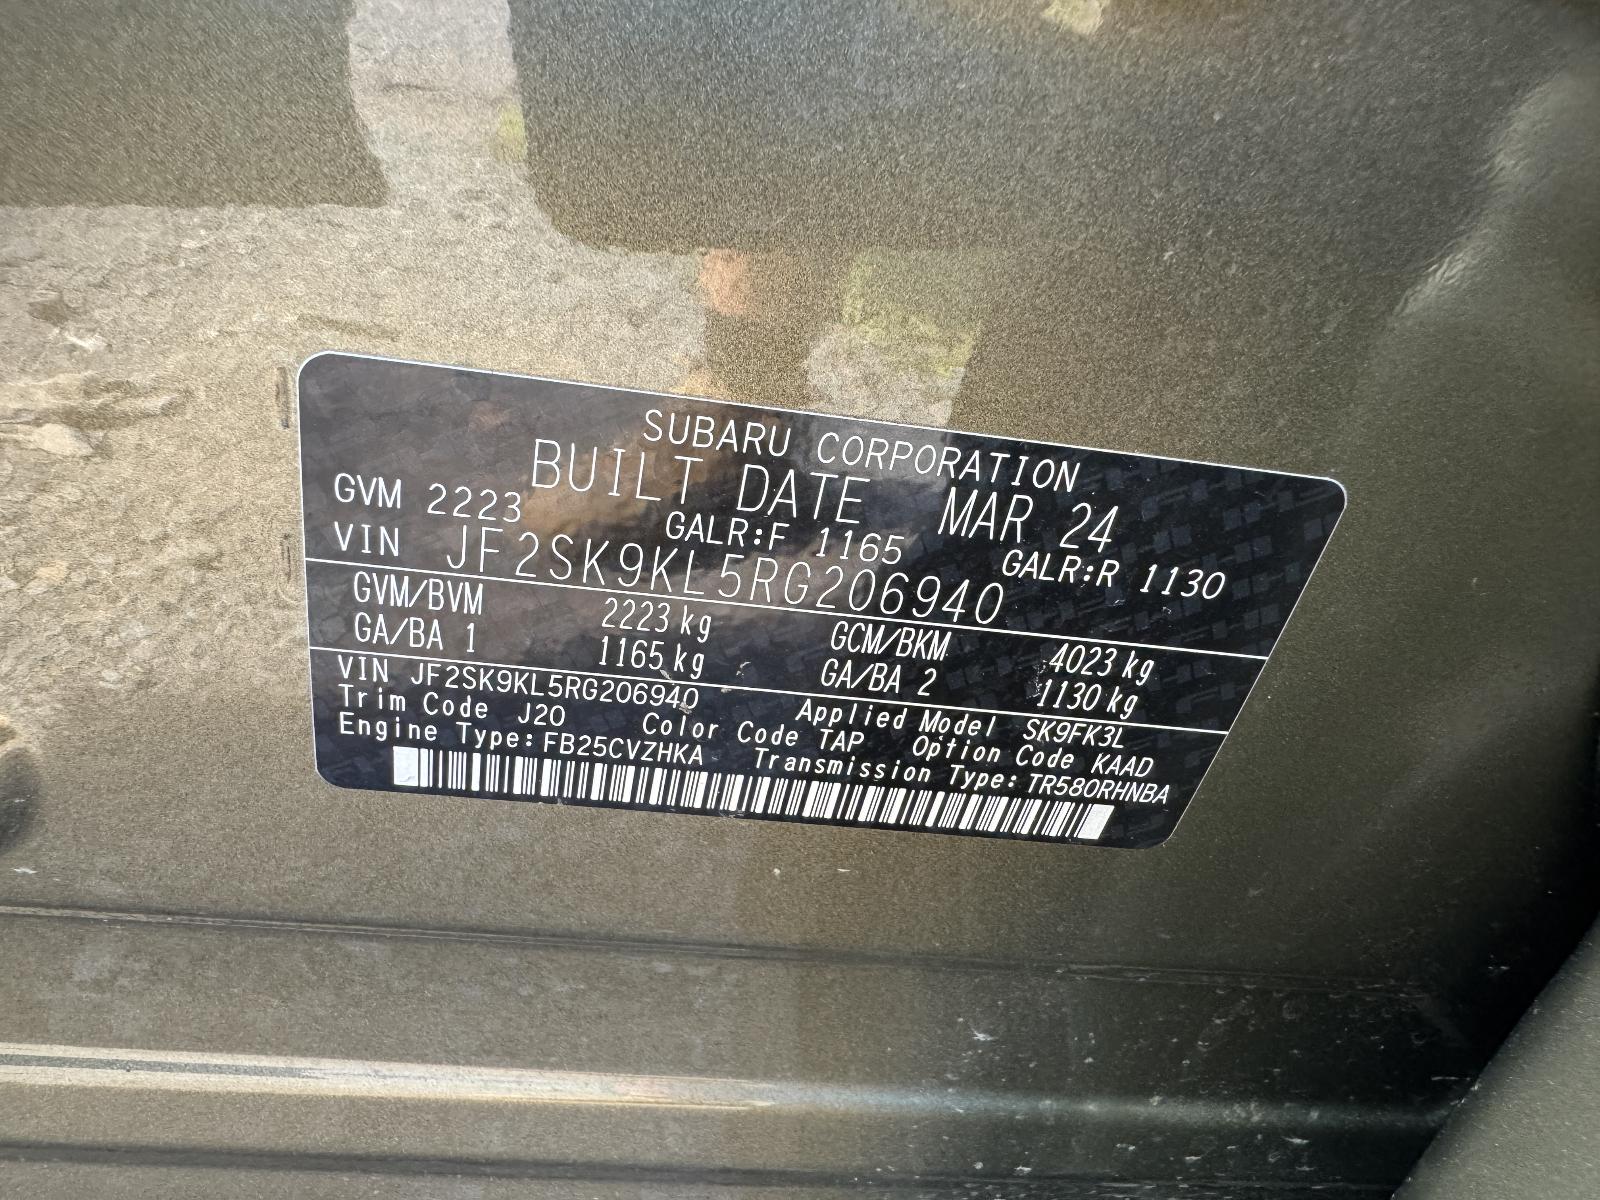 SUBARU CORPORATION
BUILT DATE MAR 24
GVM 2223 GALR:F 1165 GALR:R 1130
VIN JF2SK9KL5RG206940
GVM/BVM 2223 kg GCM/BKM 4023 kg
GA/BA 1 1165 kg GA/BA 2 1130 kg
VIN JF2SK9KL5RG206940 Applied Model SK9FK3L
Trim Code J20 Color Code TAP Option Code KAAD
Engine Type:FB25CVZHKA Transmission Type:TR580RHNBA